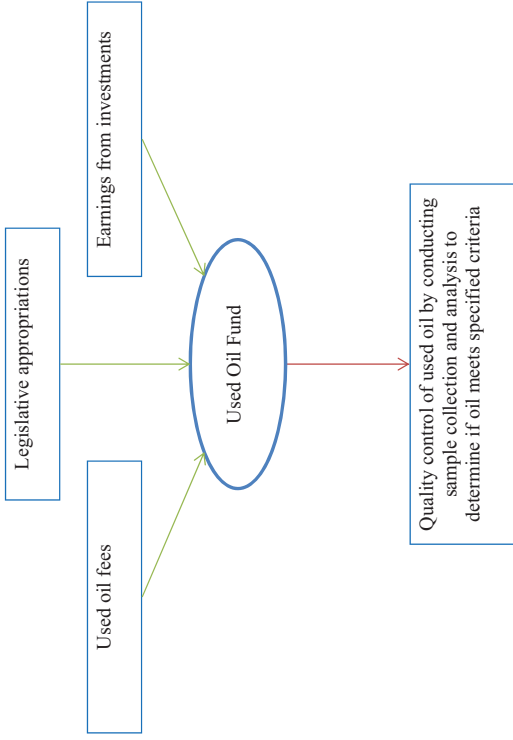 Legislative appropriations
Used oil fees
Earnings from investments
Used Oil Fund
Quality control of used oil by conducting
sample collection and analysis to
determine if oil meets specified criteria